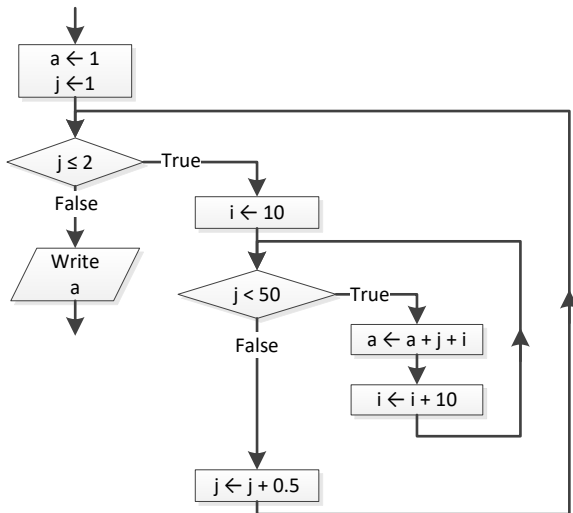 a ← 1
j ←1
j ≤ 2
True
False
i ← 10
Write
a
j < 50
True
False
a ← a + j + i
i ← i + 10
j ← j + 0.5